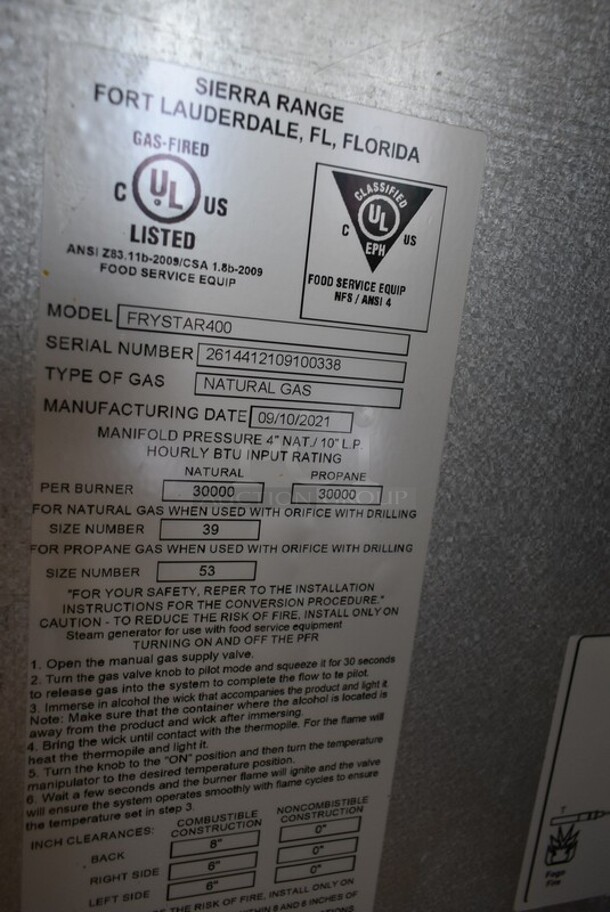 SIERRA RANGE
FORT LAUDERDALE, FL, FLORIDA
GAS-FIRED
C UL US
LISTED
ANSI Z83.11b-2009/CSA 1.8b-2009
FOOD SERVICE EQUIP
CLASSIFIED
C UL US
EPH
FOOD SERVICE EQUIP
NFS / ANSI 4
MODEL FRYSTAR400
SERIAL NUMBER 2614412109100338
TYPE OF GAS NATURAL GAS
MANUFACTURING DATE 09/10/2021
MANIFOLD PRESSURE 4" NAT./ 10" L.P.
HOURLY BTU INPUT RATING
NATURAL PROPANE
PER BURNER 30000 30000
FOR NATURAL GAS WHEN USED WITH ORIFICE WITH DRILLING
SIZE NUMBER 39
FOR PROPANE GAS WHEN USED WITH ORIFICE WITH DRILLING
SIZE NUMBER 53
"FOR YOUR SAFETY, REPER TO THE INSTALLATION
INSTRUCTIONS FOR THE CONVERSION PROCEDURE."
CAUTION - TO REDUCE THE RISK OF FIRE, INSTALL ONLY ON
Steam generator for use with food service equipment
TURNING ON AND OFF THE PFR
1. Open the manual gas supply valve.
2. Turn the gas valve knob to pilot mode and squeeze it for 30 seconds
to release gas into the system to complete the flow to te pilot.
3. Immerse in alcohol the wick that accompanies the product and light it.
Note: Make sure that the container where the alcohol is located is
away from the product and wick after immersing.
4. Bring the wick until contact with the thermopile. For the flame will
heat the thermopile and light it.
5. Turn the knob to the "ON" position and then turn the temperature
manipulator to the desired temperature position.
6. Wait a few seconds and the burner flame will ignite and the valve
will ensure the system operates smoothly with flame cycles to ensure
the temperature set in step 3.
INCH CLEARANCES: COMBUSTIBLE CONSTRUCTION NONCOMBISTIBLE CONSTRUCTION
BACK 8" 0"
RIGHT SIDE 6" 0"
LEFT SIDE 6" 0"
THE RISK OF FIRE, INSTALL ONLY ON
Fogo
Fire